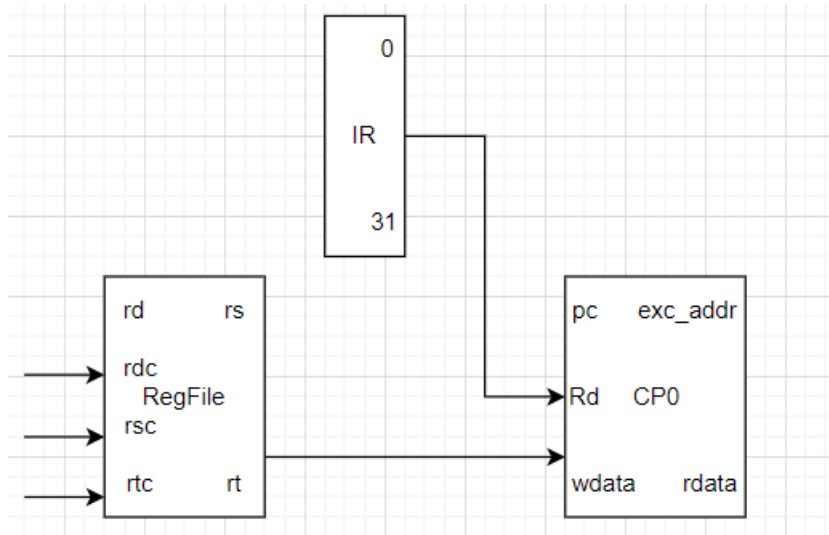 0
IR
31
rd rs
rdc
RegFile
rsc
rtc rt
pc exc_addr
Rd CP0
wdata rdata